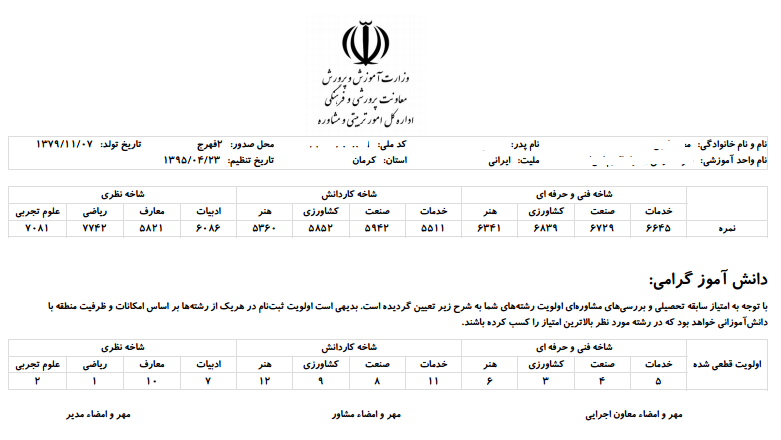 وزارت آموزش و پرورش
معاونت پرورشی و فرهنگی
اداره کل امور تربیتی و مشاوره
نام و نام خانوادگی: نام پدر: کد ملی: محل صدور: ۲فهرج تاریخ تولد: ۱۳۷۹/۱۱/۰۷
نام واحد آموزشی: ملیت: ایرانی استان: کرمان تاریخ تنظیم: ۱۳۹۵/۰۴/۲۳
شاخه فنی و حرفه ای شاخه کاردانش شاخه نظری
خدمات صنعت کشاورزی هنر خدمات صنعت کشاورزی هنر ادبیات معارف ریاضی علوم تجربی
نمره ۶۶۴۵ ۶۷۲۹ ۶۸۳۹ ۶۳۴۱ ۵۵۱۱ ۵۹۴۲ ۵۸۵۲ ۵۳۶۰ ۶۰۸۶ ۵۸۲۱ ۷۷۴۲ ۷۰۸۱
دانش آموز گرامی:
با توجه به امتیاز سابقه تحصیلی و بررسی‌های مشاوره‌ای اولویت رشته‌های شما به شرح زیر تعیین گردیده است. بدیهی است اولویت ثبت‌نام در هریک از رشته‌ها بر اساس امکانات و ظرفیت منطقه با
دانش‌آموزانی خواهد بود که در رشته مورد نظر بالاترین امتیاز را کسب کرده باشند.
شاخه فنی و حرفه ای شاخه کاردانش شاخه نظری
اولویت قطعی شده خدمات صنعت کشاورزی هنر خدمات صنعت کشاورزی هنر ادبیات معارف ریاضی علوم تجربی
۵ ۴ ۳ ۶ ۱۱ ۸ ۹ ۱۲ ۷ ۱۰ ۱ ۲
مهر و امضاء معاون اجرایی مهر و امضاء مشاور مهر و امضاء مدیر